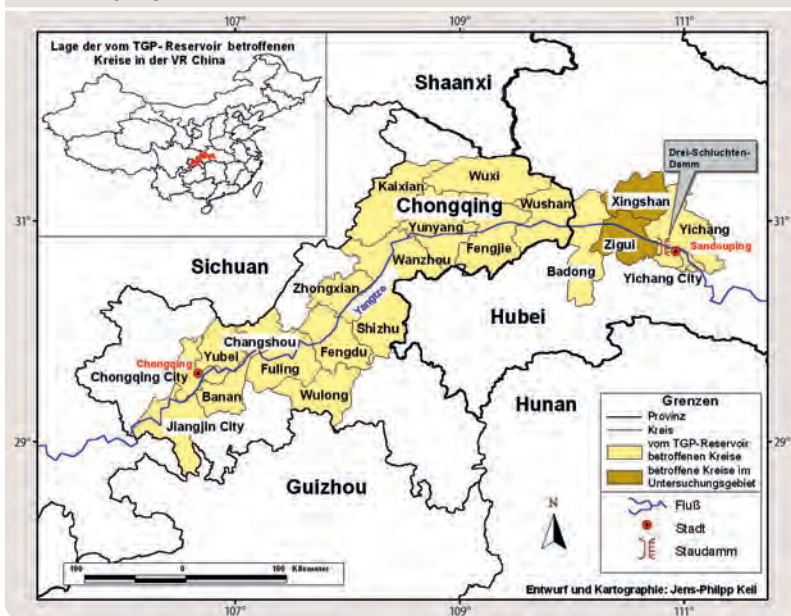 107°
109°
111°
Lage der vom TGP-Reservoir betroffenen
Kreise in der VR China
Shaanxi
Drei-Schluchten-
Damm
Kaixian
Wuxi
Xingshan
31°
31°
Chongqing
Wushan
Yichang
Yunyang
Sandouping
Sichuan
Wanzhou
Fengjie
Zigui
Badong
Yichang City
Zhongxian
Yangtze
Hubei
Shizhu
Changshou
Yubei
Fengdu
Chongqing
Chongqing City
Fuling
Hunan
Banan
Wulong
Jiangjin City
Grenzen
Provinz
Kreis
vom TGP-Reservoir
betroffenen Kreise
betroffene Kreise im
Untersuchungsgebiet
29°
29°
Guizhou
N
Fluß
Stadt
Staudamm
100
0
100
Kilometer
Entwurf und Kartographie: Jens-Philipp Keil
107°
109°
111°